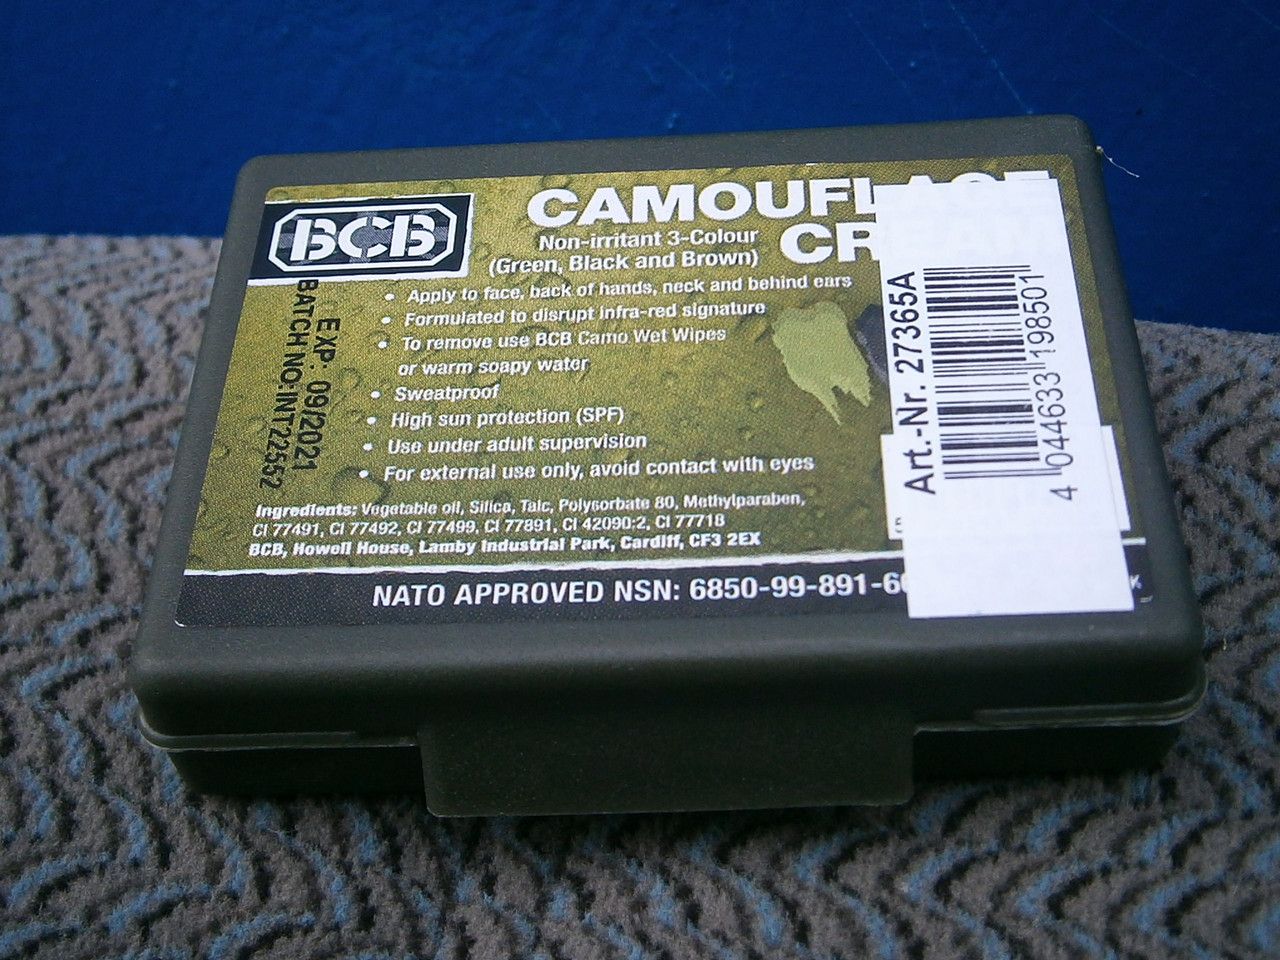 BCB
CAMOUFL
CR
Non-irritant 3-Colour
(Green, Black and Brown)
• Apply to face, back of hands, neck and behind ears
• Formulated to disrupt infra-red signature
• To remove use BCB Camo Wet Wipes
or warm soapy water
• Sweatproof
• High sun protection (SPF)
• Use under adult supervision
• For external use only, avoid contact with eyes
Ingredients: Vegetable oil, Silica, Talc, Polysorbate 80, Methylparaben,
CI 77491, CI 77492, CI 77499, CI 77891, CI 42090:2, CI 77718
BCB, Howell House, Lamby Industrial Park, Cardiff, CF3 2EX
NATO APPROVED NSN: 6850-99-891-6
EXP: 09/2021
BATCH NO:INT22552
Art.-Nr. 27365A
4 044633 198501